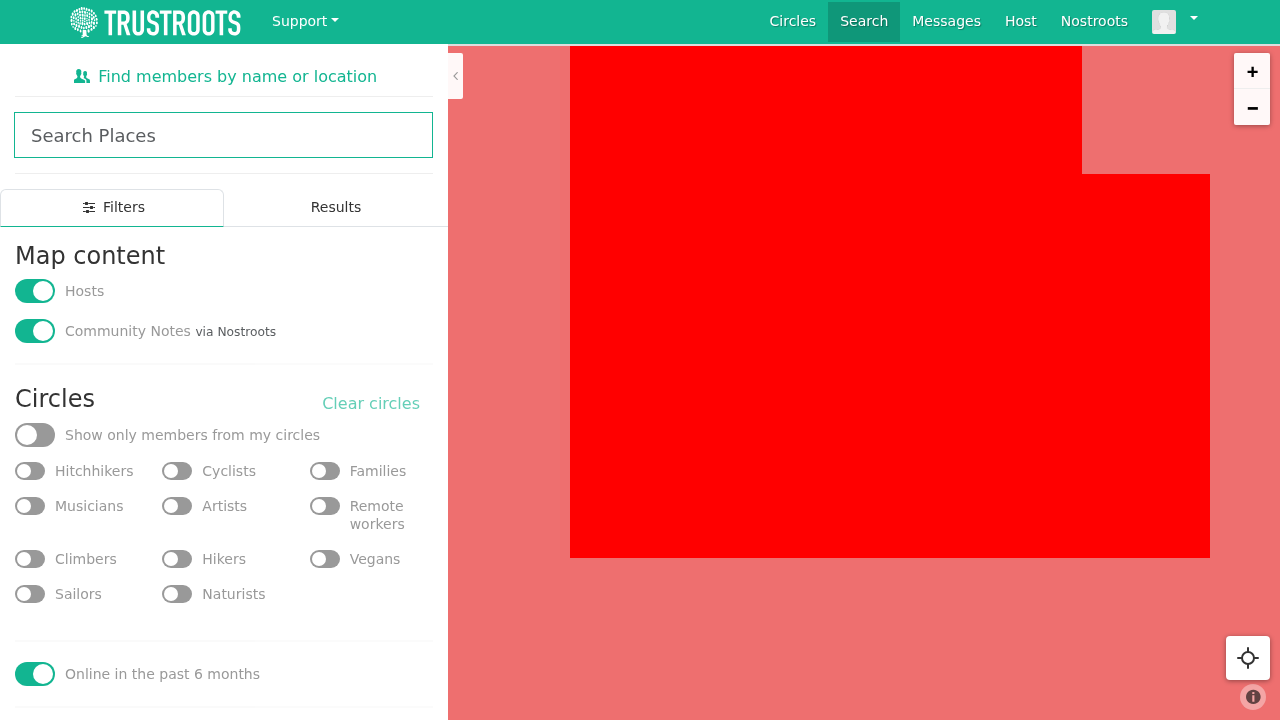 TRUSTROOTS
Support
Circles
Search
Messages
Host
Nostroots
Find members by name or location
Search Places
Filters
Results
Map content
Hosts
Community Notes via Nostroots
Circles
Clear circles
Show only members from my circles
Hitchhikers
Cyclists
Families
Musicians
Artists
Remote
workers
Climbers
Hikers
Vegans
Sailors
Naturists
Online in the past 6 months
+
−